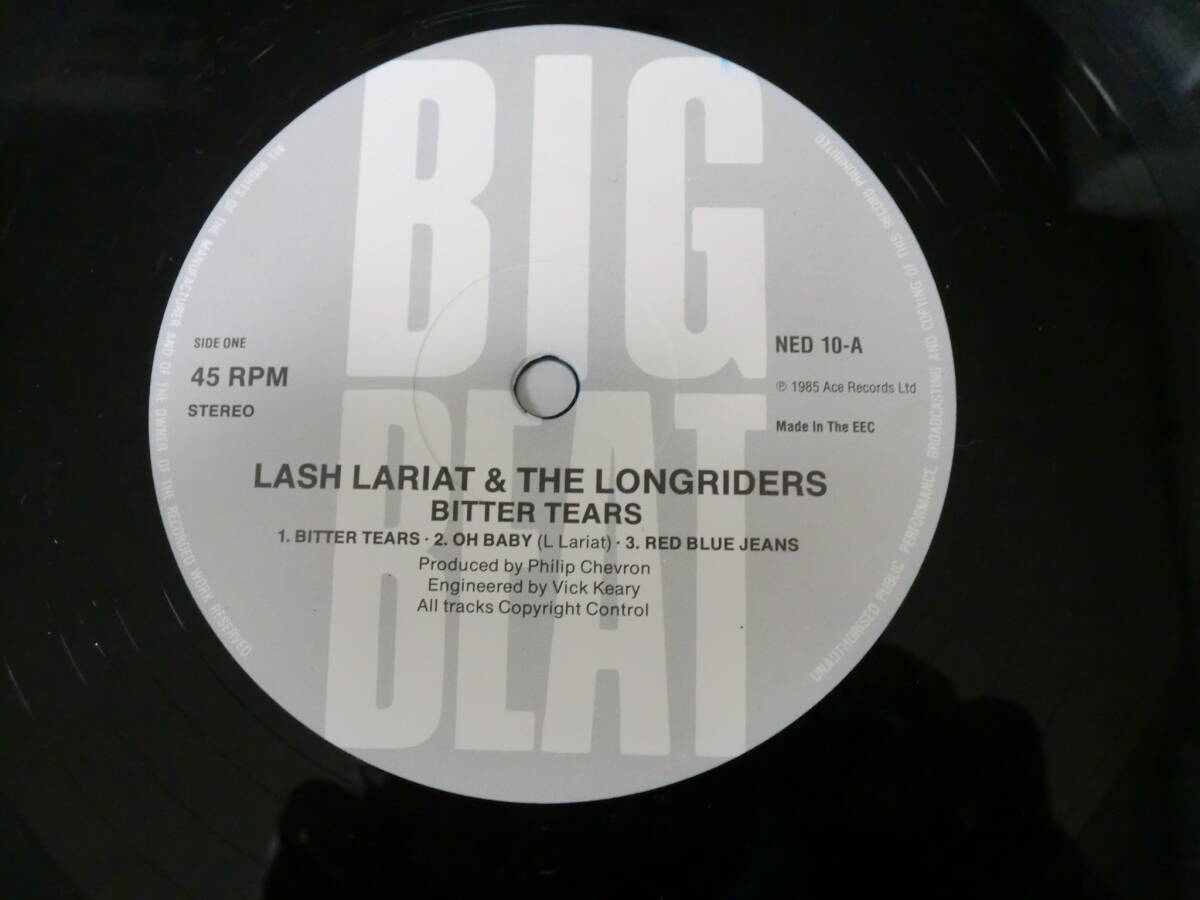 BIG
BEAT
SIDE ONE
45 RPM
STEREO
NED 10-A
℗ 1985 Ace Records Ltd
Made In The EEC
LASH LARIAT & THE LONGRIDERS
BITTER TEARS
1. BITTER TEARS · 2. OH BABY (L Lariat) · 3. RED BLUE JEANS
Produced by Philip Chevron
Engineered by Vick Keary
All tracks Copyright Control
ALL RIGHTS OF THE MANUFACTURER AND OF THE OWNER OF THE RECORDED WORK RESERVED
UNAUTHORISED PUBLIC PERFORMANCE, BROADCASTING AND COPYING OF THIS RECORD PROHIBITED